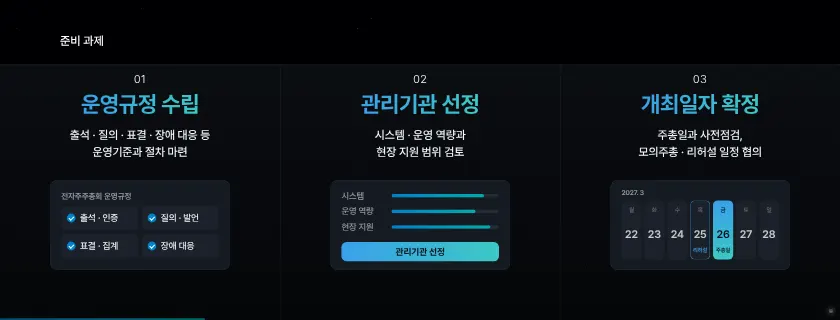 준비 과제
01
운영규정 수립
출석 · 질의 · 표결 · 장애 대응 등
운영기준과 절차 마련
전자주주총회 운영규정
출석 · 인증
질의 · 발언
표결 · 집계
장애 대응
02
관리기관 선정
시스템 · 운영 역량과
현장 지원 범위 검토
시스템
운영 역량
현장 지원
관리기관 선정
03
개최일자 확정
주총일과 사전점검,
모의주총 · 리허설 일정 협의
2027. 3
월 화 수 목 금 토 일
22 23 24 25 26 27 28
리허설 주총일